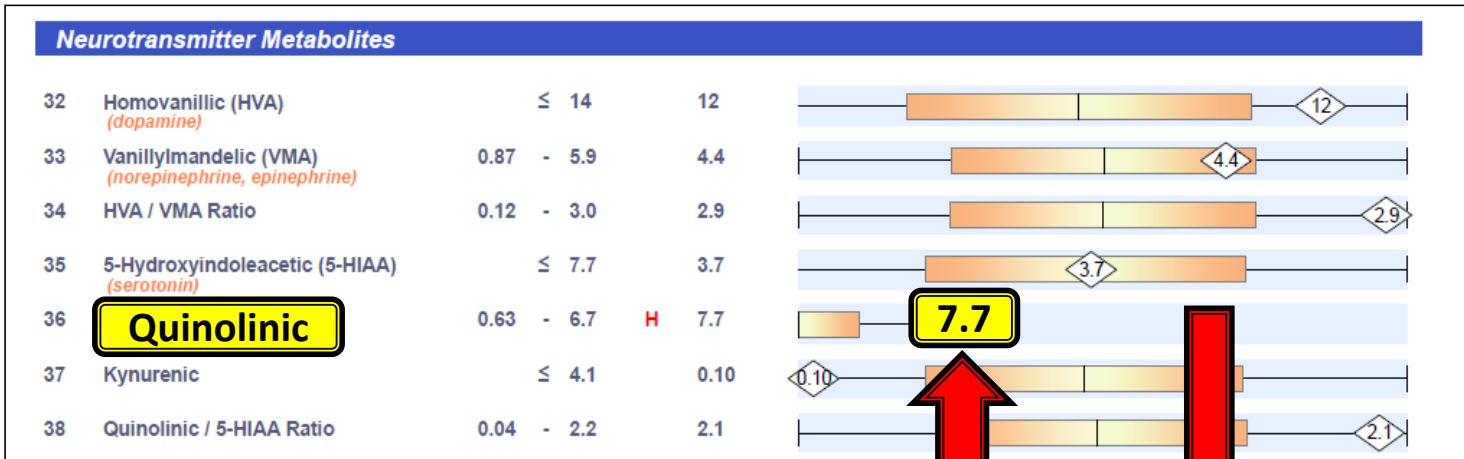 Neurotransmitter Metabolites
32 Homovanillic (HVA) ≤ 14 12 12
(dopamine)
33 Vanillylmandelic (VMA) 0.87 - 5.9 4.4 4.4
(norepinephrine, epinephrine)
34 HVA / VMA Ratio 0.12 - 3.0 2.9 2.9
35 5-Hydroxyindoleacetic (5-HIAA) ≤ 7.7 3.7 3.7
(serotonin)
36 Quinolinic 0.63 - 6.7 H 7.7 7.7
37 Kynurenic ≤ 4.1 0.10 0.10
38 Quinolinic / 5-HIAA Ratio 0.04 - 2.2 2.1 2.1